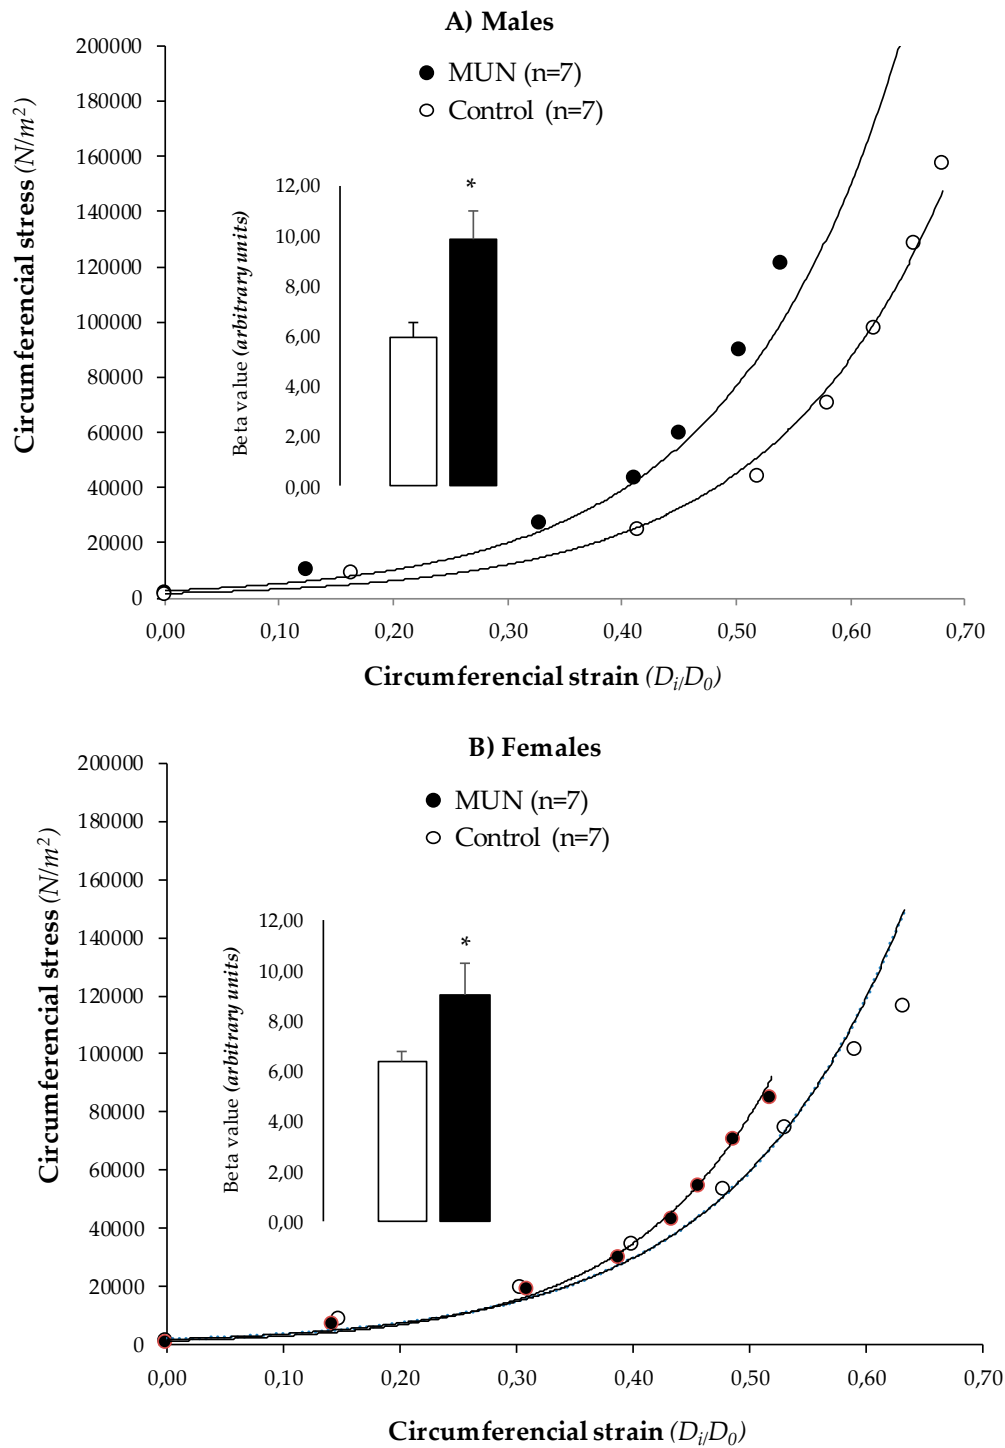 A) Males
MUN (n=7)
Control (n=7)
Circumferencial stress (N/m²)
200000
180000
160000
140000
120000
100000
80000
60000
40000
20000
0
Beta value (arbitrary units)
12,00
10,00
8,00
6,00
4,00
2,00
0,00
*
0,00 0,10 0,20 0,30 0,40 0,50 0,60 0,70
Circumferencial strain (Di/D0)
B) Females
MUN (n=7)
Control (n=7)
Circumferencial stress (N/m²)
200000
180000
160000
140000
120000
100000
80000
60000
40000
20000
0
Beta value (arbitrary units)
12,00
10,00
8,00
6,00
4,00
2,00
0,00
*
0,00 0,10 0,20 0,30 0,40 0,50 0,60 0,70
Circumferencial strain (Di/D0)